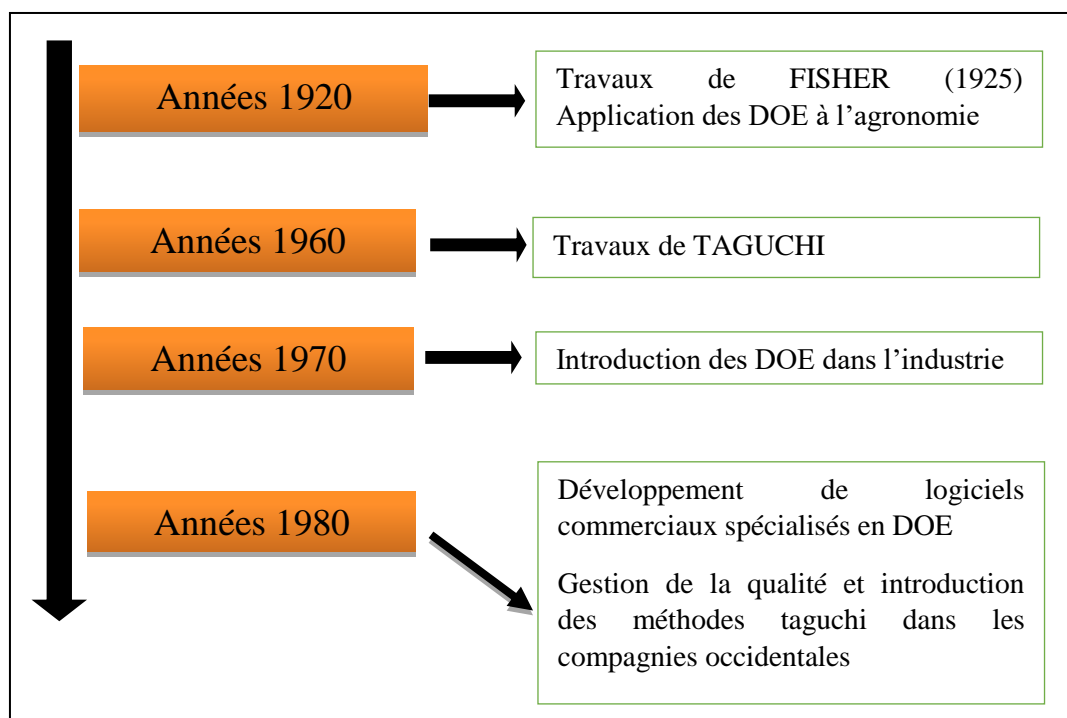 Années 1920
Travaux de FISHER (1925)
Application des DOE à l’agronomie
Années 1960
Travaux de TAGUCHI
Années 1970
Introduction des DOE dans l’industrie
Années 1980
Développement de logiciels
commerciaux spécialisés en DOE
Gestion de la qualité et introduction
des méthodes taguchi dans les
compagnies occidentales